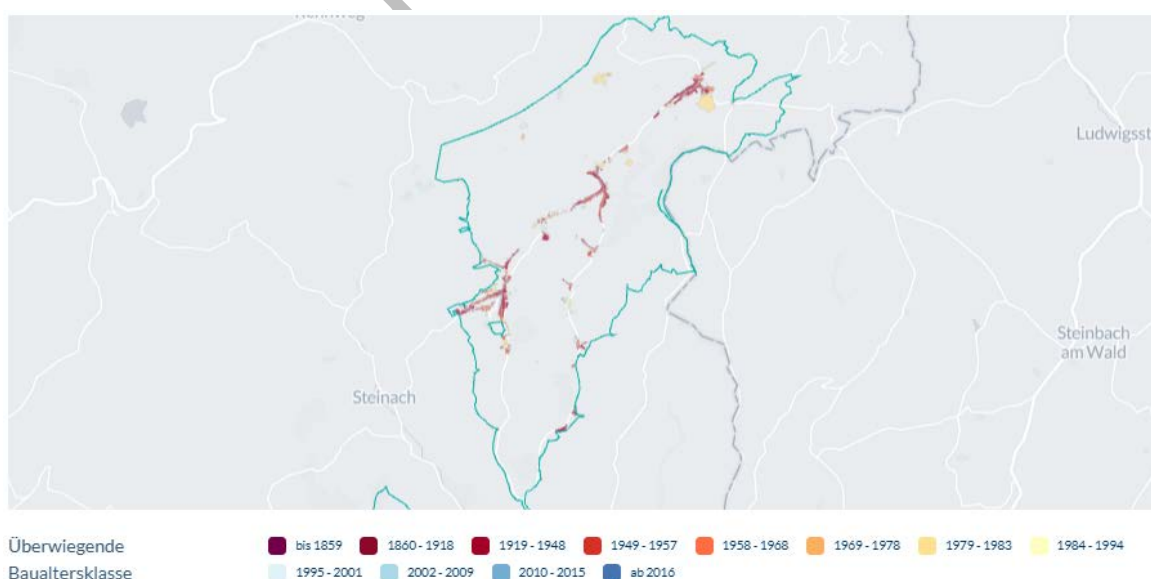 Rennweg
Ludwigsst
Steinbach
am Wald
Steinach
Überwiegende
Baualtersklasse
bis 1859 1860 - 1918 1919 - 1948 1949 - 1957 1958 - 1968 1969 - 1978 1979 - 1983 1984 - 1994
1995 - 2001 2002 - 2009 2010 - 2015 ab 2016